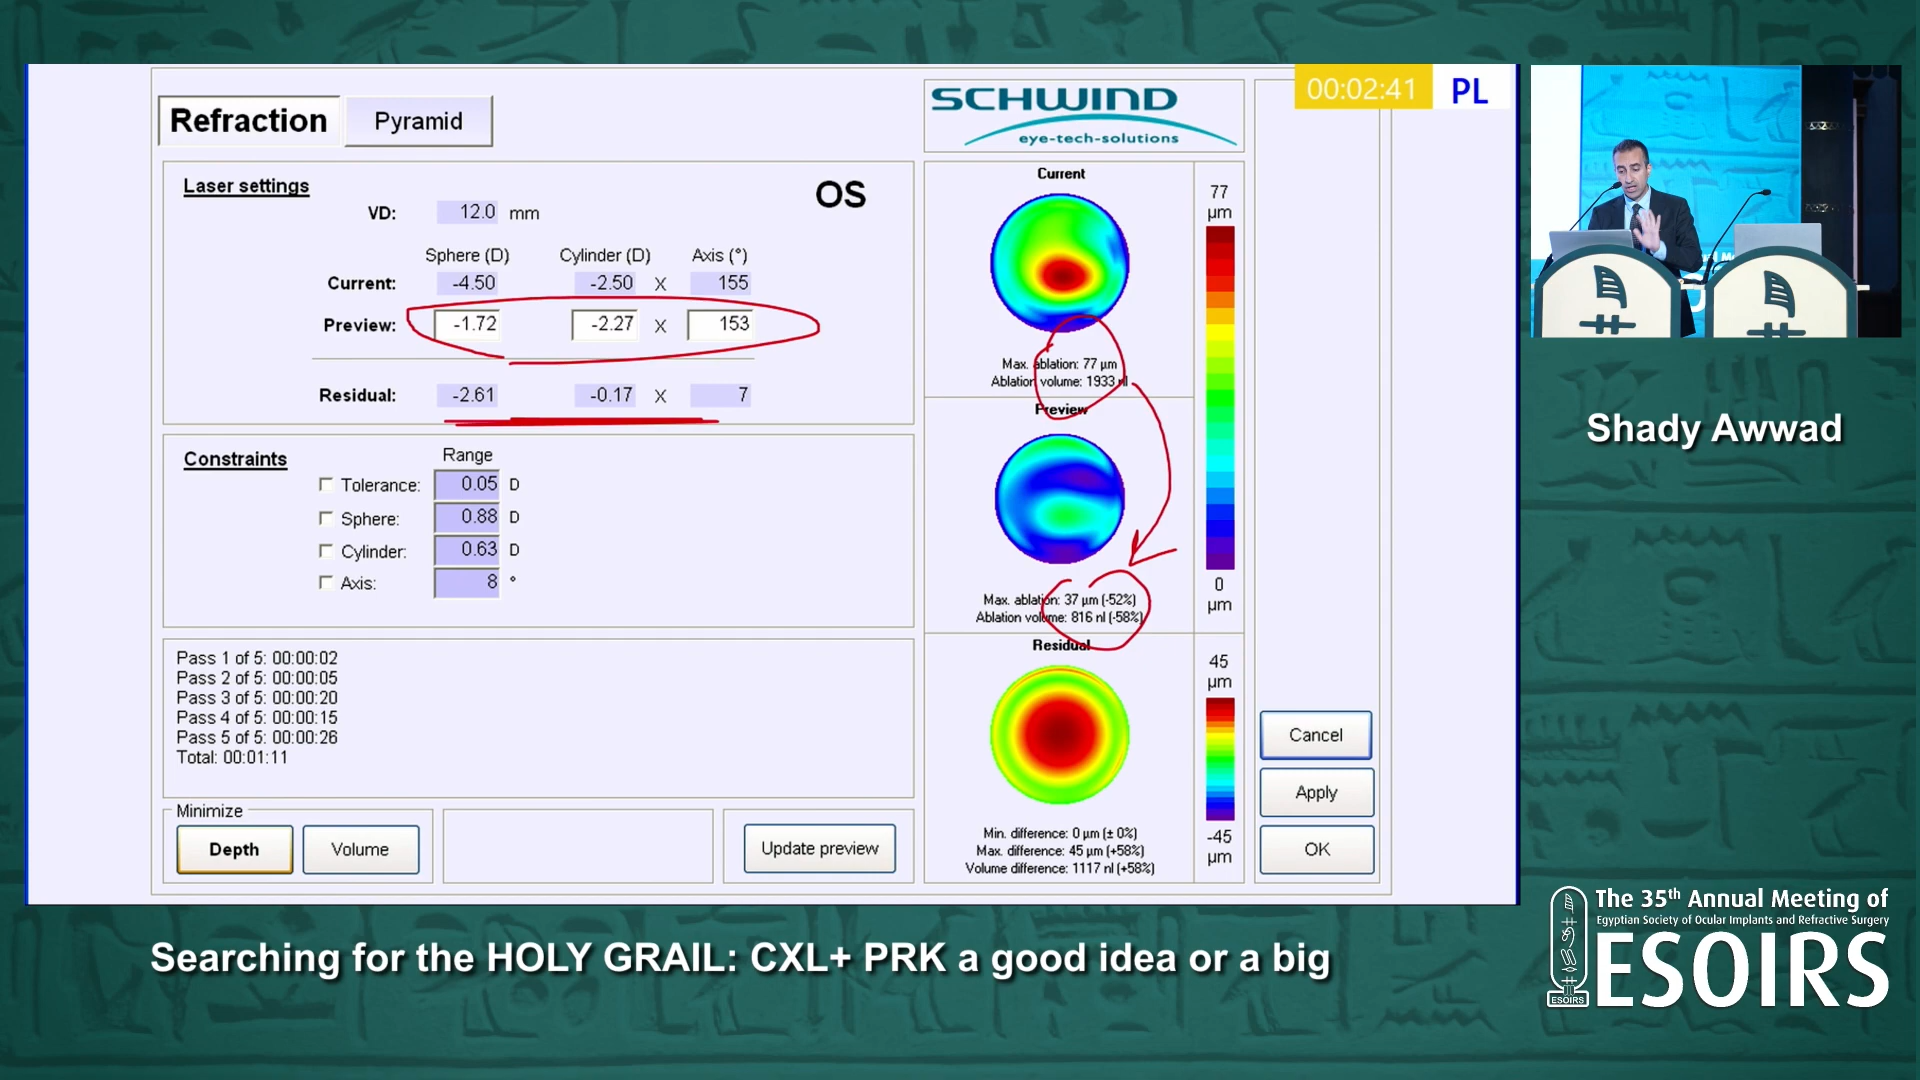 Refraction
Pyramid
SCHWIND
eye-tech-solutions
00:02:41
PL
Laser settings
OS
VD: 12.0 mm
Sphere (D) Cylinder (D) Axis (°)
Current: -4.50 -2.50 X 155
Preview: -1.72 -2.27 X 153
Residual: -2.61 -0.17 X 7
Constraints
Range
Tolerance: 0.05 D
Sphere: 0.88 D
Cylinder: 0.63 D
Axis: 8 °
Pass 1 of 5: 00:00:02
Pass 2 of 5: 00:00:05
Pass 3 of 5: 00:00:20
Pass 4 of 5: 00:00:15
Pass 5 of 5: 00:00:26
Total: 00:01:11
Minimize
Depth
Volume
Update preview
Current
Max. ablation: 77 µm
Ablation volume: 1933 nl
Preview
Max. ablation: 37 µm (-52%)
Ablation volume: 816 nl (-58%)
Residual
Min. difference: 0 µm (± 0%)
Max. difference: 45 µm (+58%)
Volume difference: 1117 nl (+58%)
77
µm
0
µm
45
µm
-45
µm
Cancel
Apply
OK
Shady Awwad
Searching for the HOLY GRAIL: CXL+ PRK a good idea or a big
The 35th Annual Meeting of
Egyptian Society of Ocular Implants and Refractive Surgery
ESOIRS
ESOIRS